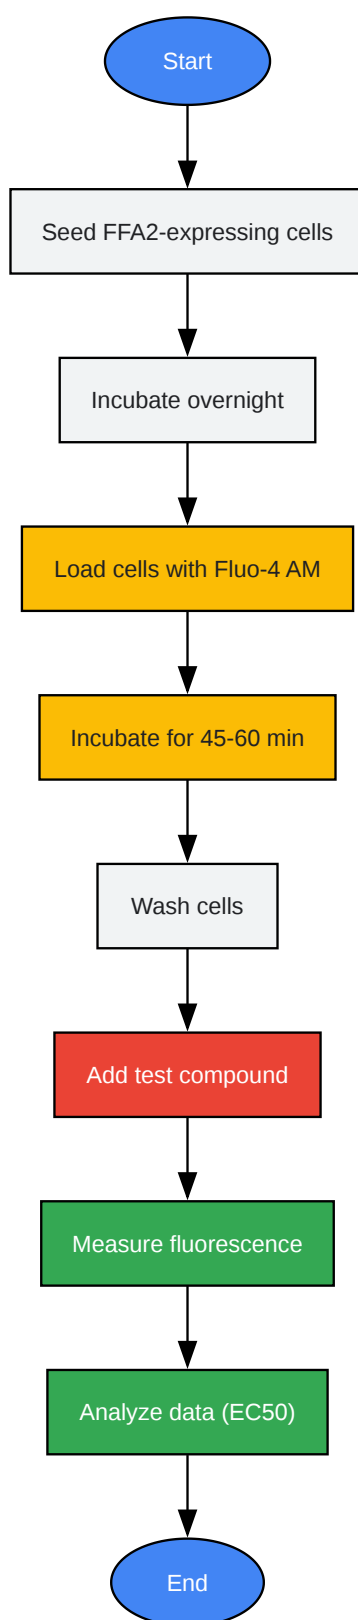 Start
Seed FFA2-expressing cells
Incubate overnight
Load cells with Fluo-4 AM
Incubate for 45-60 min
Wash cells
Add test compound
Measure fluorescence
Analyze data (EC50)
End